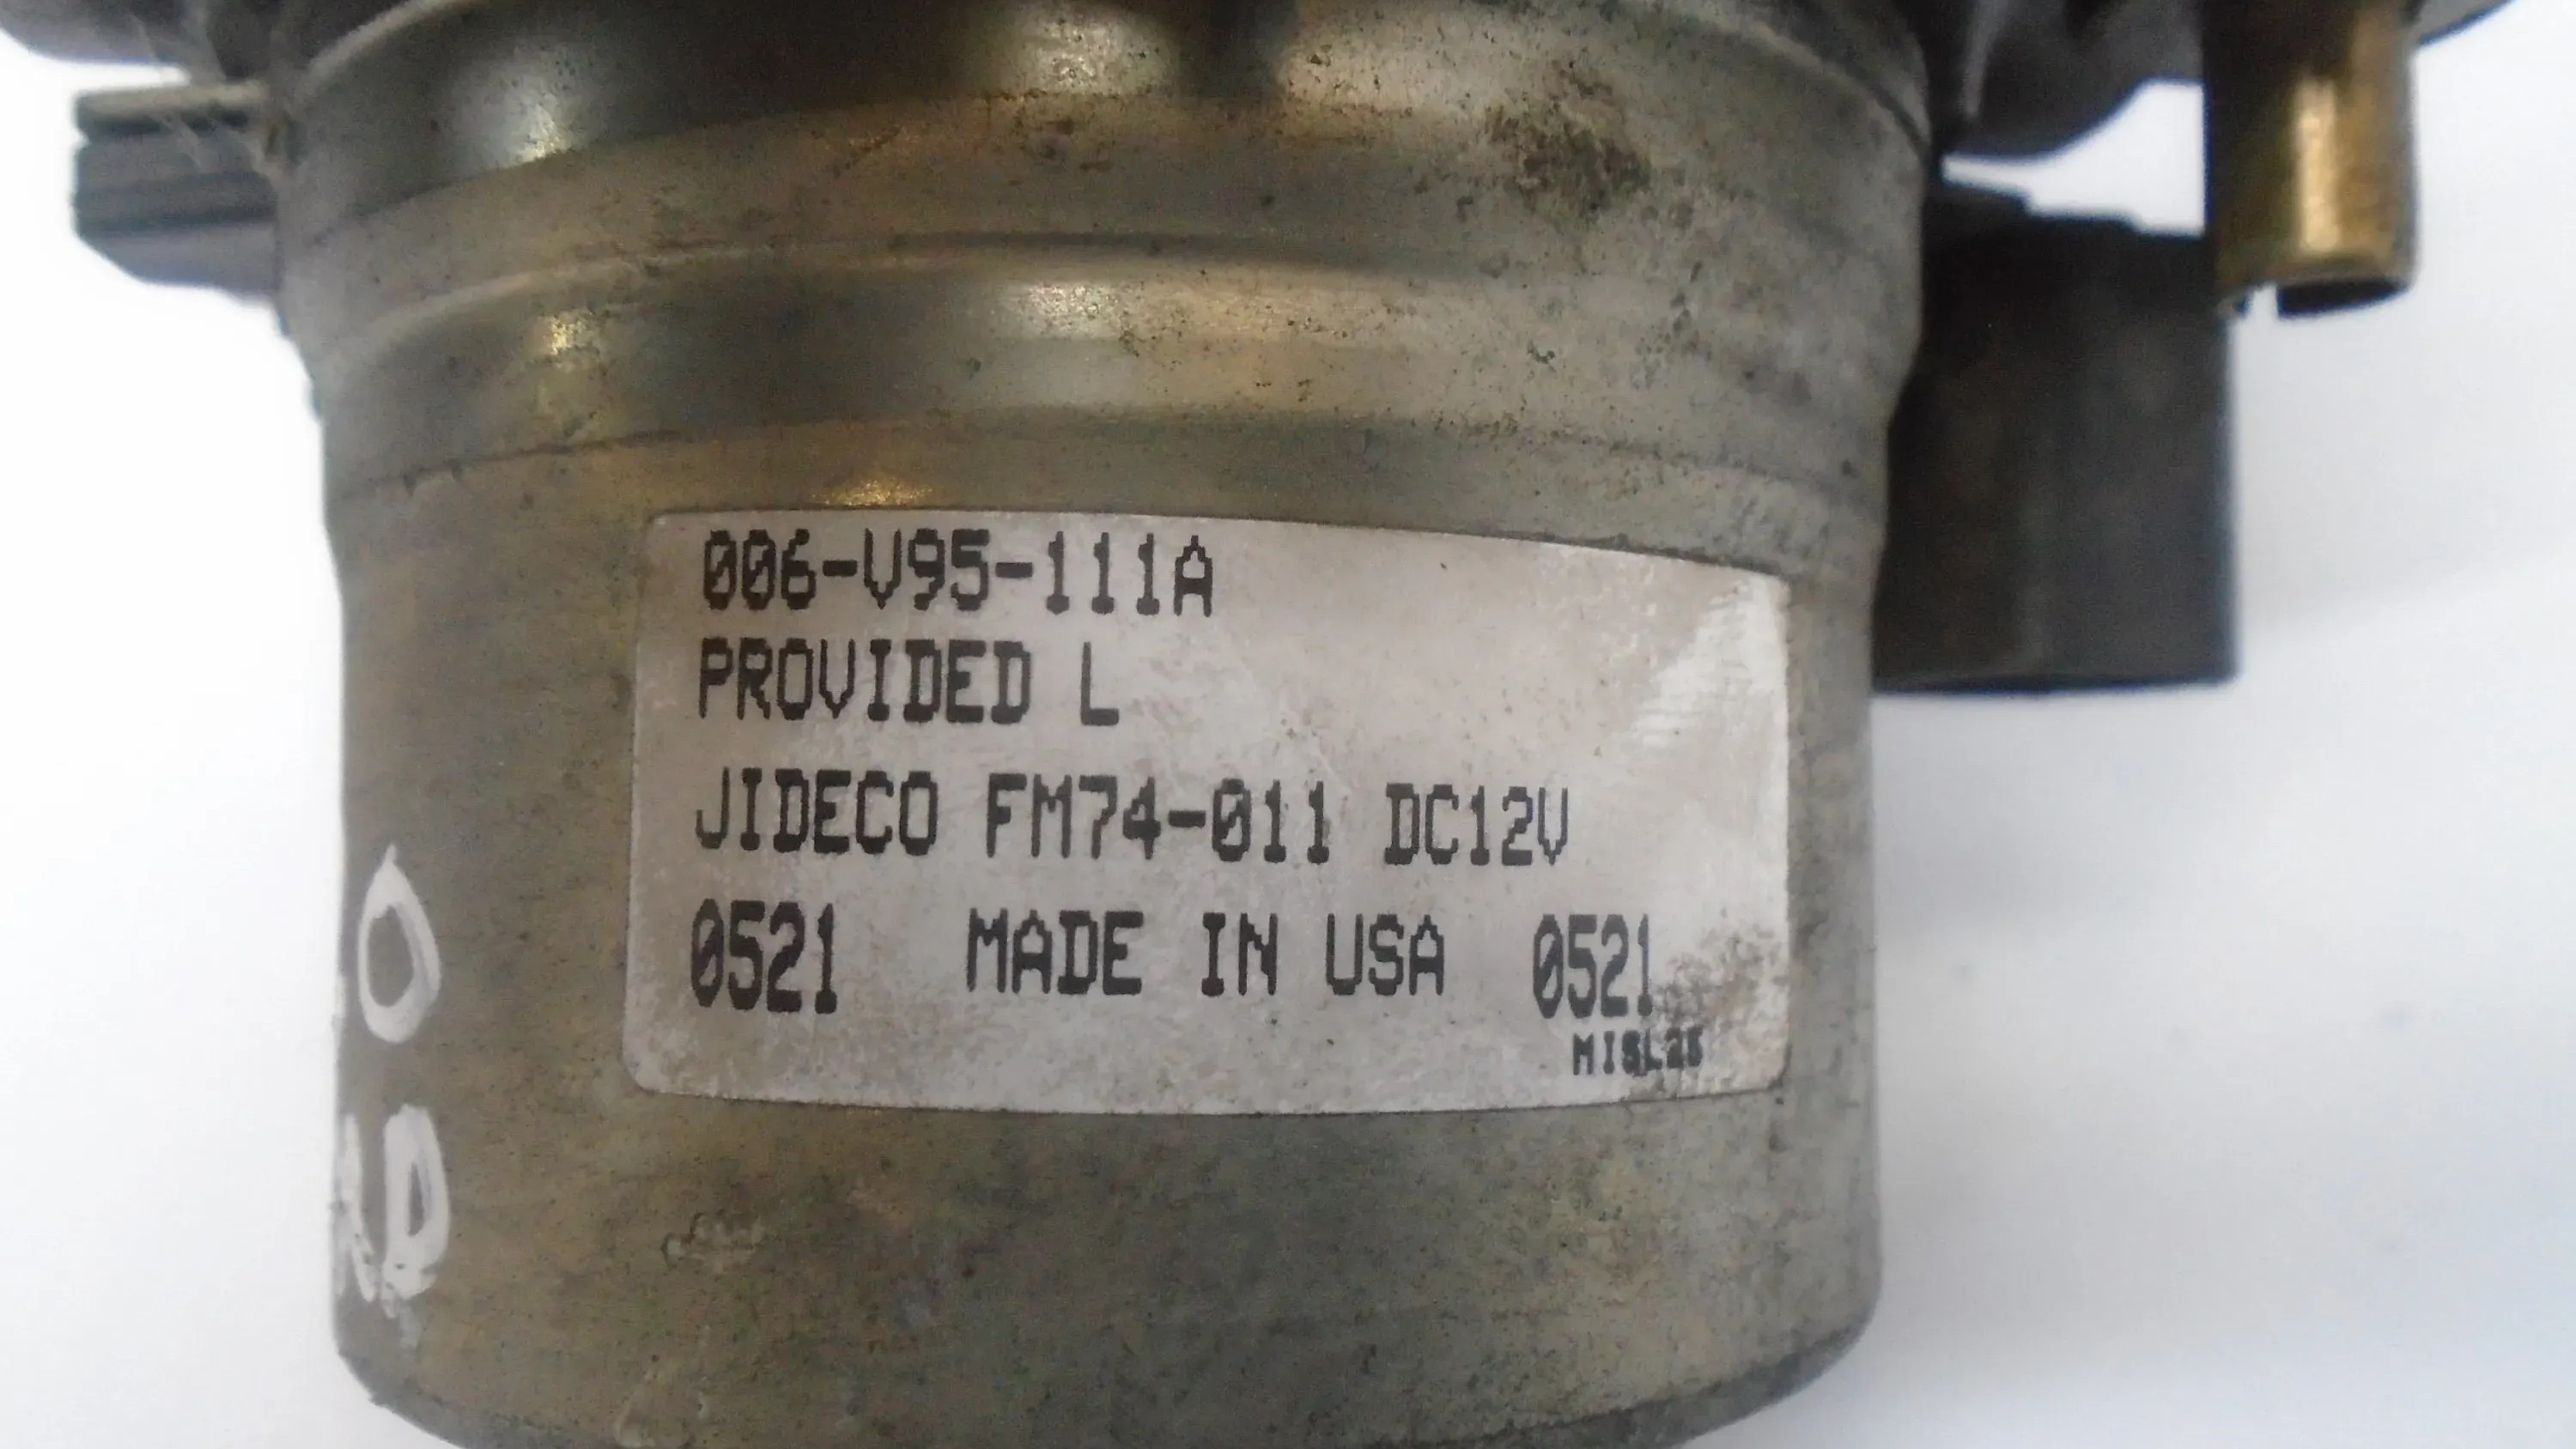 006-V95-111A
PROVIDED L
JIDECO FM74-011 DC12V
0521 MADE IN USA 0521